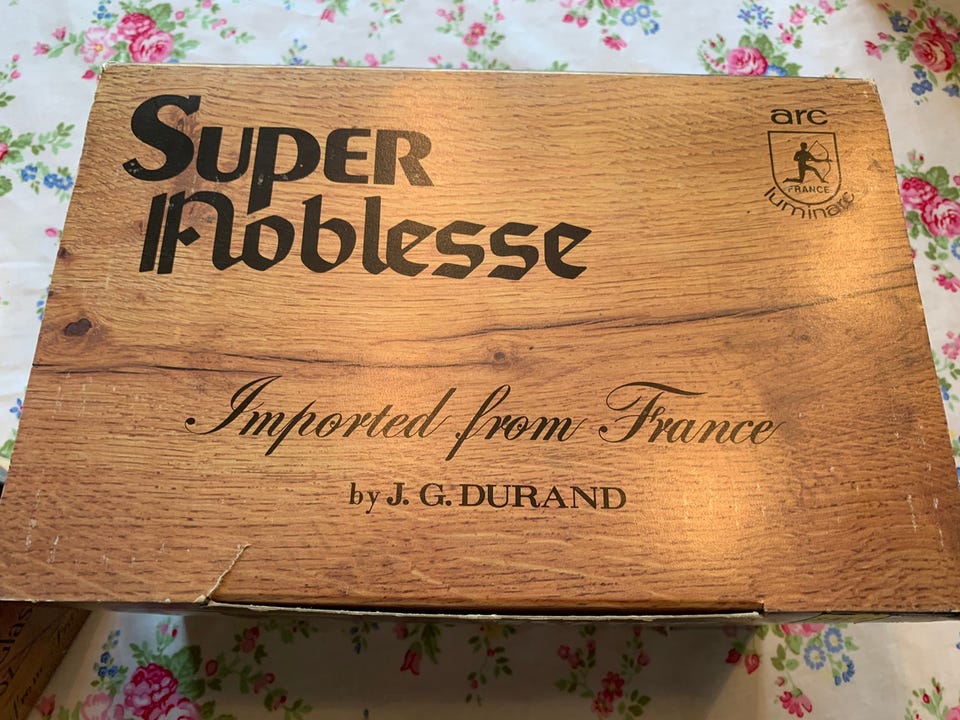 Super
Noblesse
arc
FRANCE
luminarc
Imported from France
by J. G. DURAND